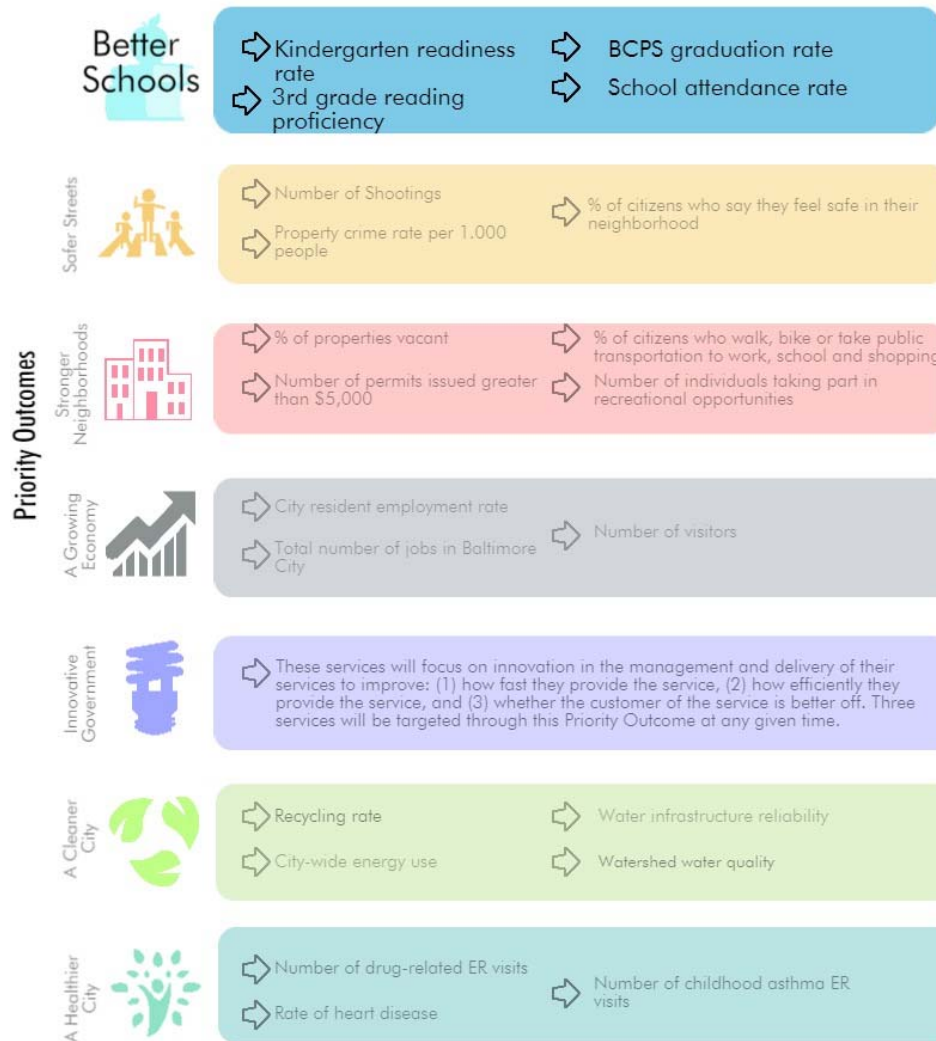 Priority Outcomes
Better
Schools
Kindergarten readiness
rate
3rd grade reading
proficiency
BCPS graduation rate
School attendance rate
Safer Streets
Number of Shootings
Property crime rate per 1.000
people
% of citizens who say they feel safe in their
neighborhood
Stronger
Neighborhoods
% of properties vacant
Number of permits issued greater
than $5,000
% of citizens who walk, bike or take public
transportation to work, school and shopping
Number of individuals taking part in
recreational opportunities
A Growing
Economy
City resident employment rate
Total number of jobs in Baltimore
City
Number of visitors
Innovative
Government
These services will focus on innovation in the management and delivery of their
services to improve: (1) how fast they provide the service, (2) how efficiently they
provide the service, and (3) whether the customer of the service is better off. Three
services will be targeted through this Priority Outcome at any given time.
A Cleaner
City
Recycling rate
City-wide energy use
Water infrastructure reliability
Watershed water quality
A Healthier
City
Number of drug-related ER visits
Rate of heart disease
Number of childhood asthma ER
visits